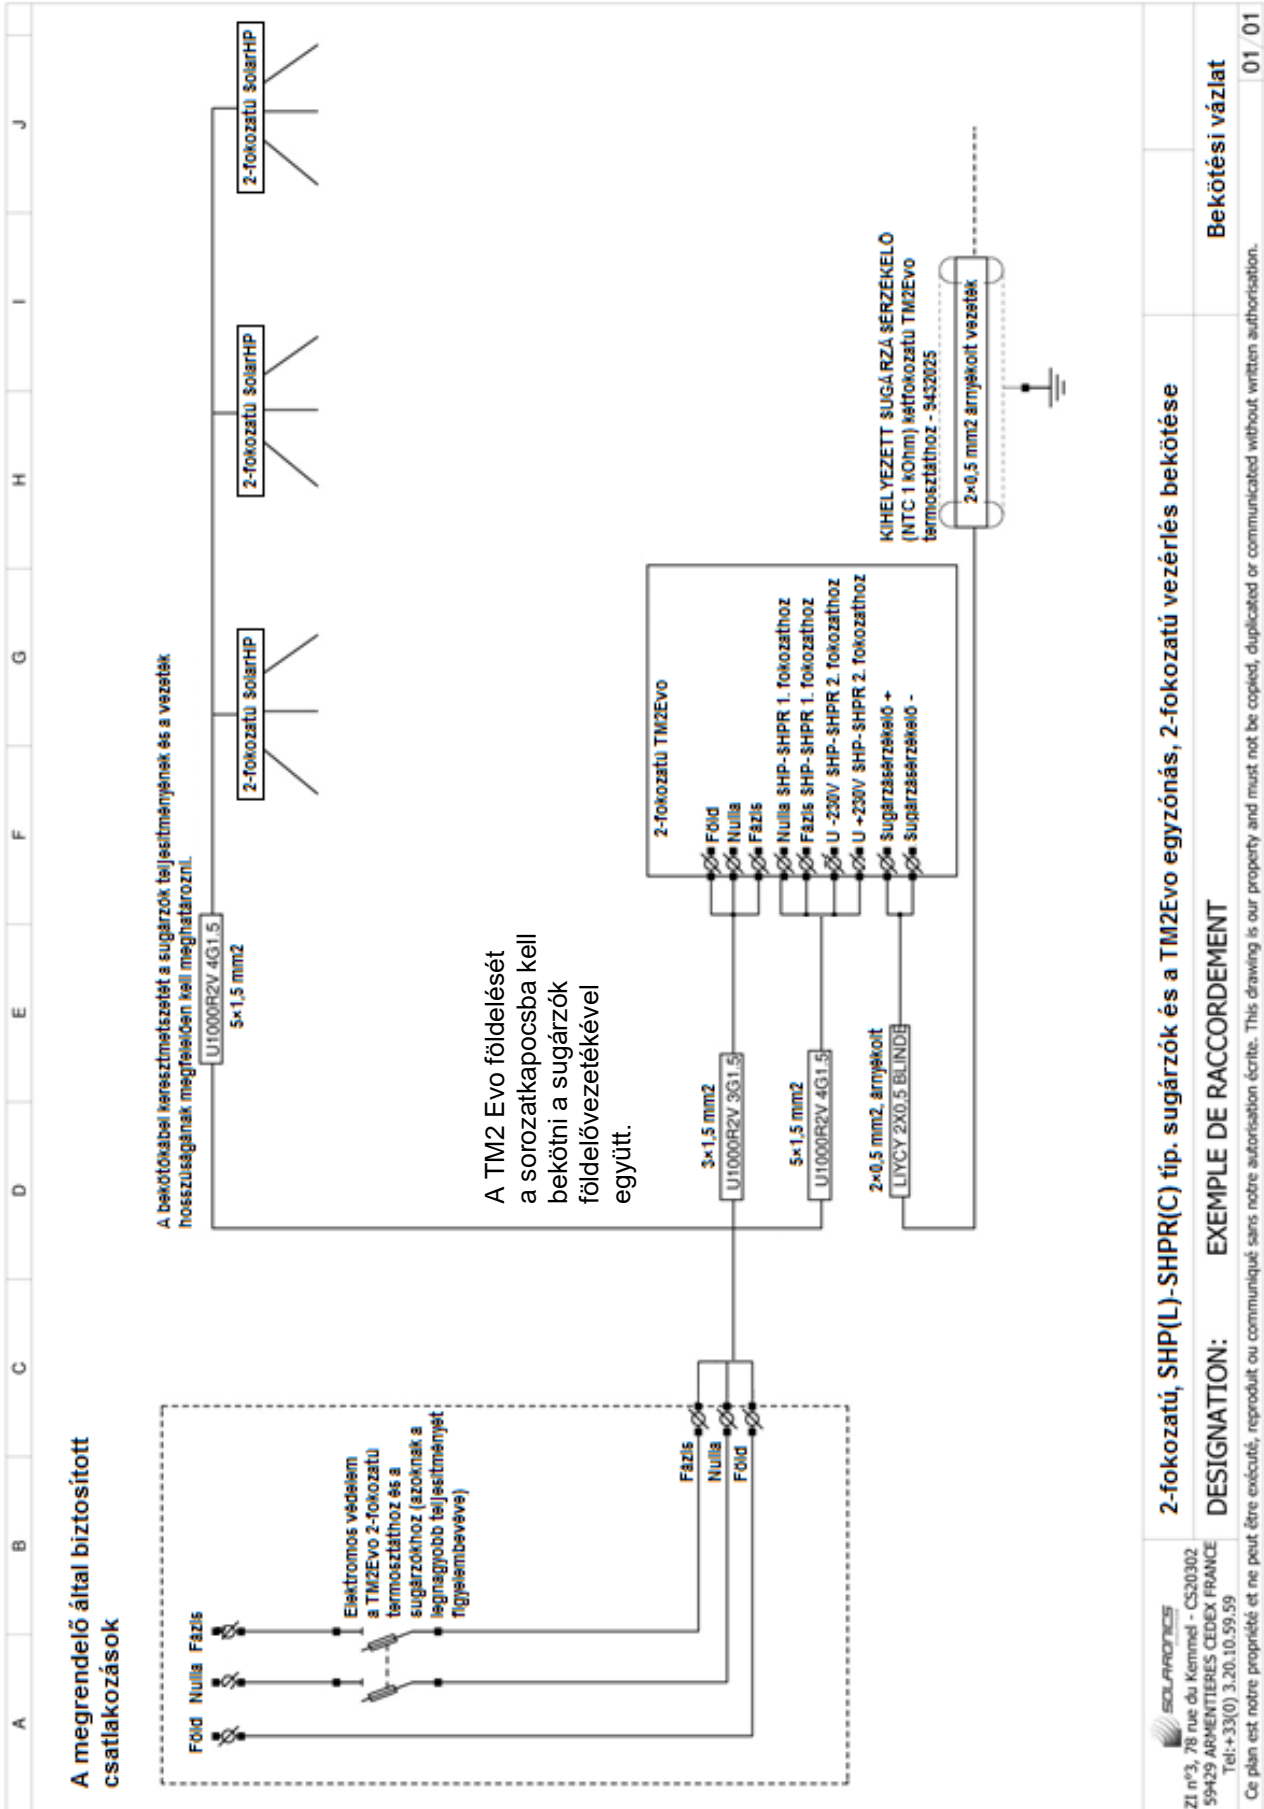 A
B
C
D
E
F
G
H
I
J
A megrendelő által biztosított
csatlakozások
Föld Nulla Fázis
Elektromos védelem
a TM2Evo 2-fokozatú
termosztáthoz és a
sugárzókhoz (azoknak a
legnagyobb teljesítményét
figyelembevéve)
Fázis
Nulla
Föld
A bekötőkábel keresztmetszetét a sugárzók teljesítményének és a vezeték
hosszúságának megfelelően kell meghatározni.
U1000R2V 4G1.5
5×1,5 mm2
2-fokozatú SolarHP
2-fokozatú SolarHP
2-fokozatú SolarHP
A TM2 Evo földelését
a sorozatkapocsba kell
bekötni a sugárzók
földelővezetékével
együtt.
3×1,5 mm2
U1000R2V 3G1.5
5×1,5 mm2
U1000R2V 4G1.5
2×0,5 mm2, árnyékolt
LIYCY 2X0,5 BLINDE
2-fokozatú TM2Evo
Föld
Nulla
Fázis
Nulla SHP-SHPR 1. fokozathoz
Fázis SHP-SHPR 1. fokozathoz
U -230V SHP-SHPR 2. fokozathoz
U +230V SHP-SHPR 2. fokozathoz
Sugárzásérzékelő +
Sugárzásérzékelő -
KIHELYEZETT SUGÁRZÁSÉRZÉKELŐ
(NTC 1 kOhm) kétfokozatú TM2Evo
termosztáthoz - 9432025
2×0,5 mm2 árnyékolt vezeték
SOLARONICS
ZI n°3, 78 rue du Kemmel - CS20302
59429 ARMENTIERES CEDEX FRANCE
Tel:+33(0) 3.20.10.59.59
2-fokozatú, SHP(L)-SHPR(C) típ. sugárzók és a TM2Evo egyzónás, 2-fokozatú vezérlés bekötése
DESIGNATION: EXEMPLE DE RACCORDEMENT
Bekötési vázlat
01/01
Ce plan est notre propriété et ne peut être exécuté, reproduit ou communiqué sans notre autorisation écrite. This drawing is our property and must not be copied, duplicated or communicated without written authorisation.